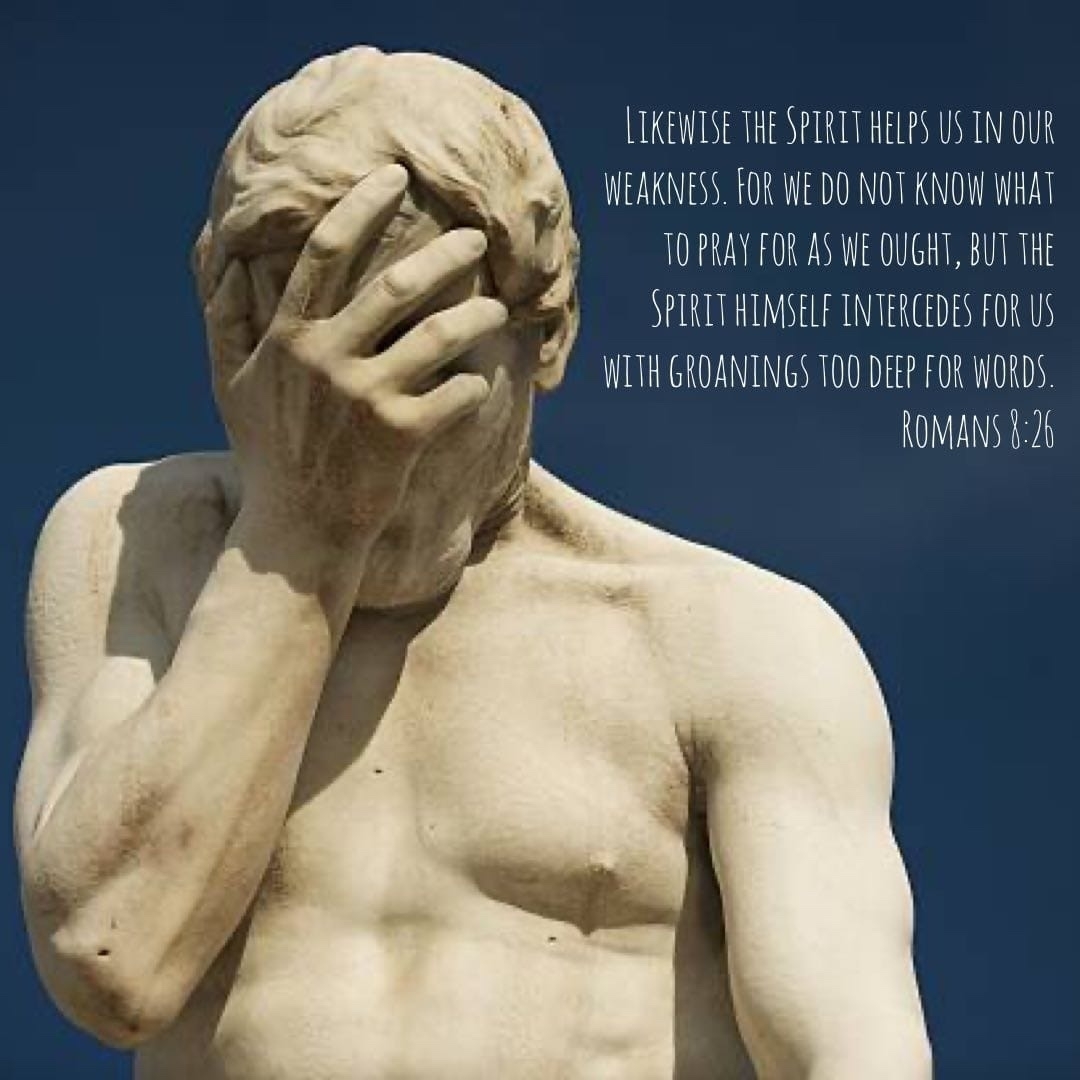 Likewise the Spirit helps us in our
weakness. For we do not know what
to pray for as we ought, but the
Spirit himself intercedes for us
with groanings too deep for words.
Romans 8:26